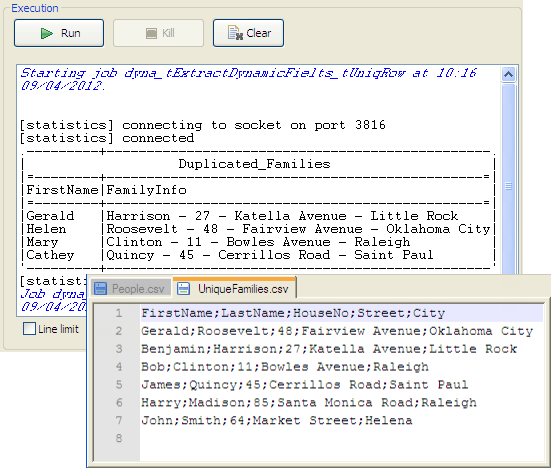 Execution
Run
Kill
Clear
Starting job dyna_tExtractDynamicFielts_tUniqRow at 10:16
09/04/2012.
[statistics] connecting to socket on port 3816
[statistics] connected
Duplicated_Families
FirstName|FamilyInfo
Gerald |Harrison - 27 - Katella Avenue - Little Rock
Helen |Roosevelt - 48 - Fairview Avenue - Oklahoma City|
Mary |Clinton - 11 - Bowles Avenue - Raleigh
Cathey |Quincy - 45 - Cerrillos Road - Saint Paul
[statis
Job dyna
09/04/20
Line limit
People.csv
UniqueFamilies.csv
1 FirstName;LastName;HouseNo;Street;City
2 Gerald;Roosevelt;48;Fairview Avenue;Oklahoma City
3 Benjamin;Harrison;27;Katella Avenue;Little Rock
4 Bob;Clinton;11;Bowles Avenue;Raleigh
5 James;Quincy;45;Cerrillos Road;Saint Paul
6 Harry;Madison;85;Santa Monica Road;Raleigh
7 John;Smith;64;Market Street;Helena
8